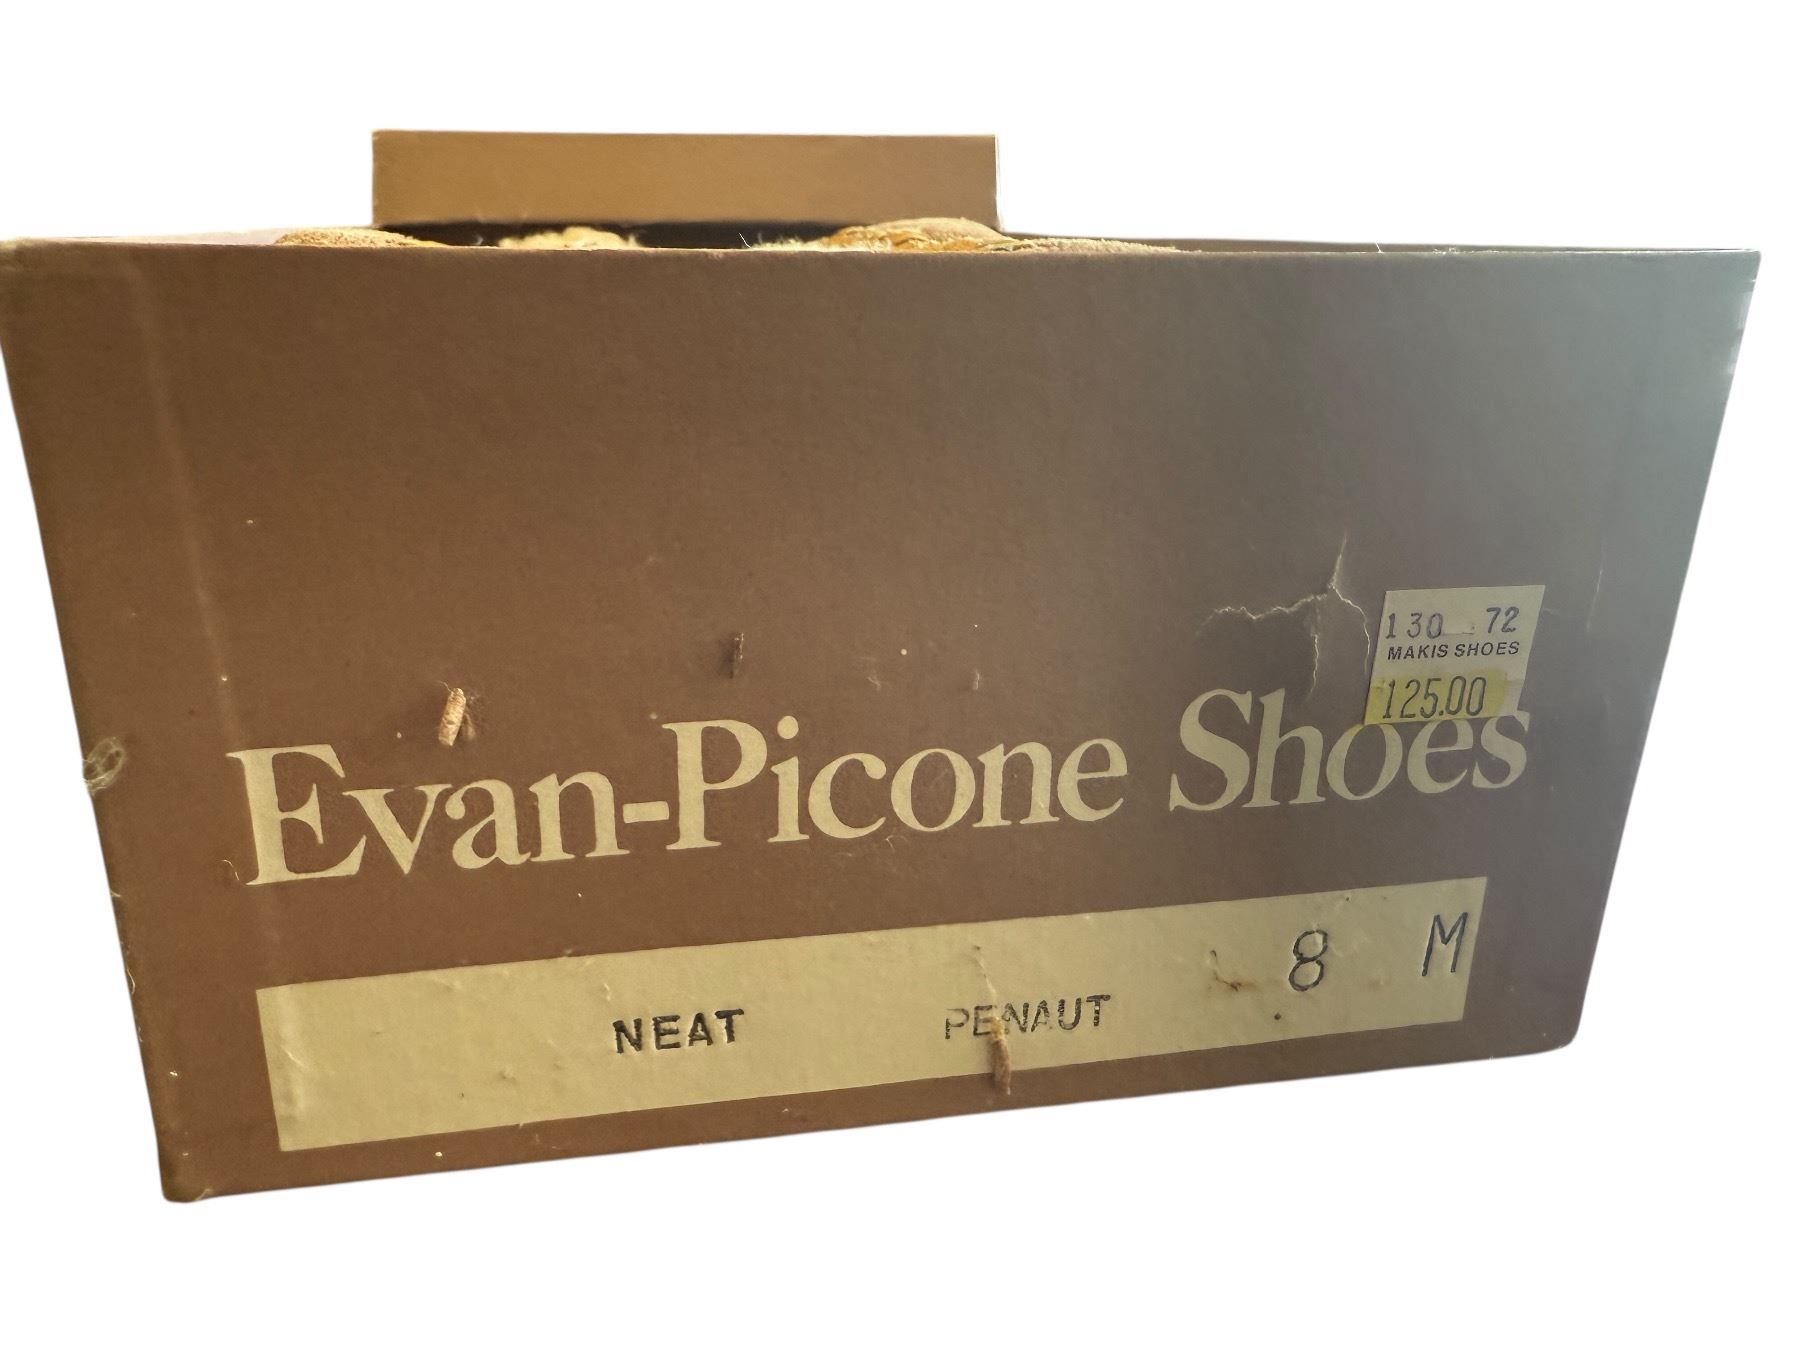 130 72
MAKIS SHOES
125.00
Evan-Picone Shoes
NEAT PENAUT 8 M